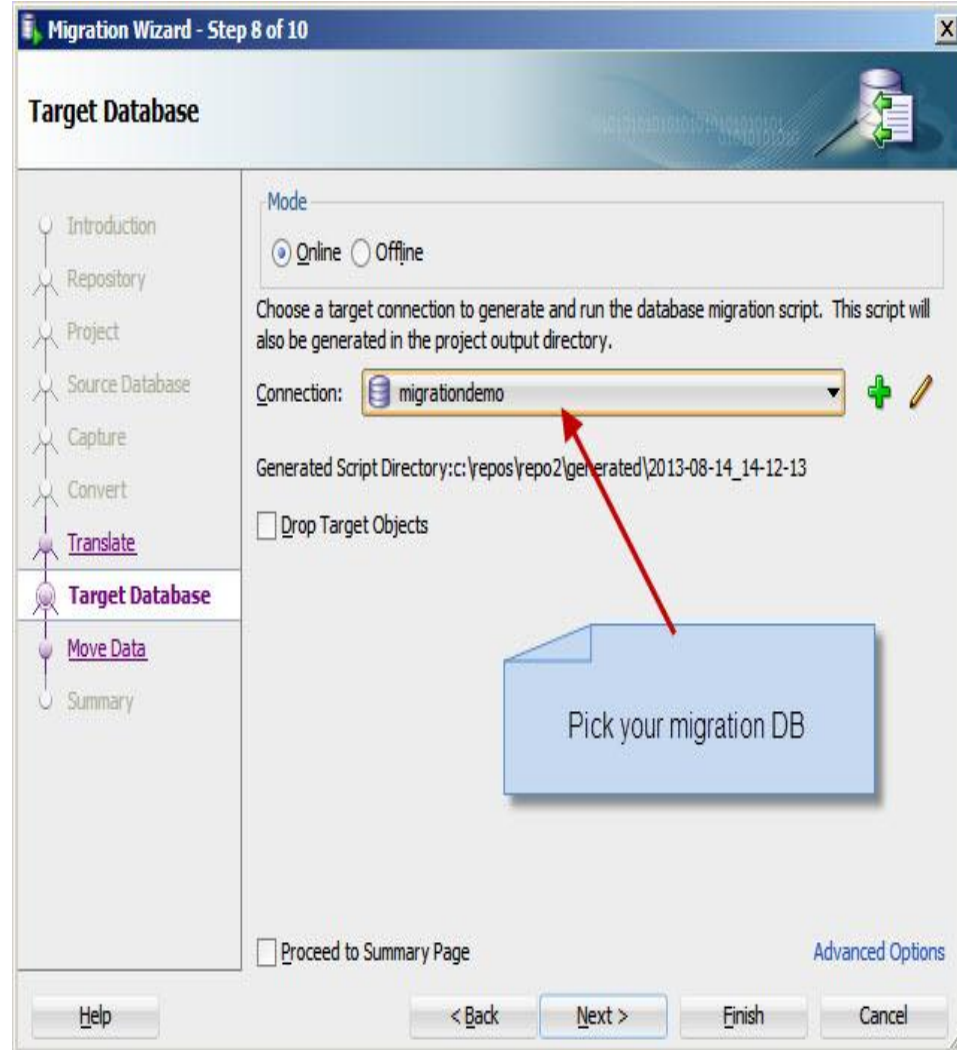 Migration Wizard - Step 8 of 10
X
Target Database
Introduction
Repository
Project
Source Database
Capture
Convert
Translate
Target Database
Move Data
Summary
Mode
Online Offline
Choose a target connection to generate and run the database migration script. This script will
also be generated in the project output directory.
Connection: migrationdemo
Generated Script Directory:c:\repos\repo2\generated\2013-08-14_14-12-13
Drop Target Objects
Pick your migration DB
Proceed to Summary Page Advanced Options
Help < Back Next > Finish Cancel